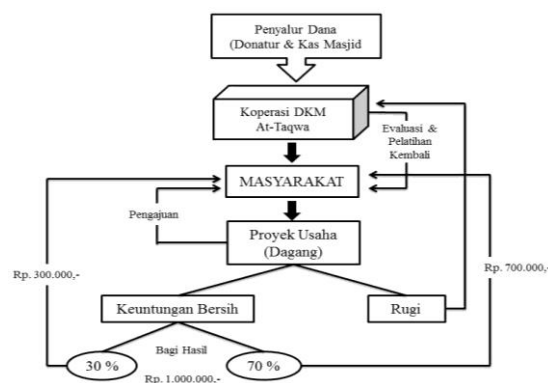 Penyalur Dana
(Donatur & Kas Masjid
Koperasi DKM
At-Taqwa
Evaluasi &
Pelatihan
Kembali
MASYARAKAT
Pengajuan
Proyek Usaha
(Dagang)
Rp. 300.000,-
Rp. 700.000,-
Keuntungan Bersih
Rugi
30 %
Bagi Hasil
70 %
Rp. 1.000.000,-